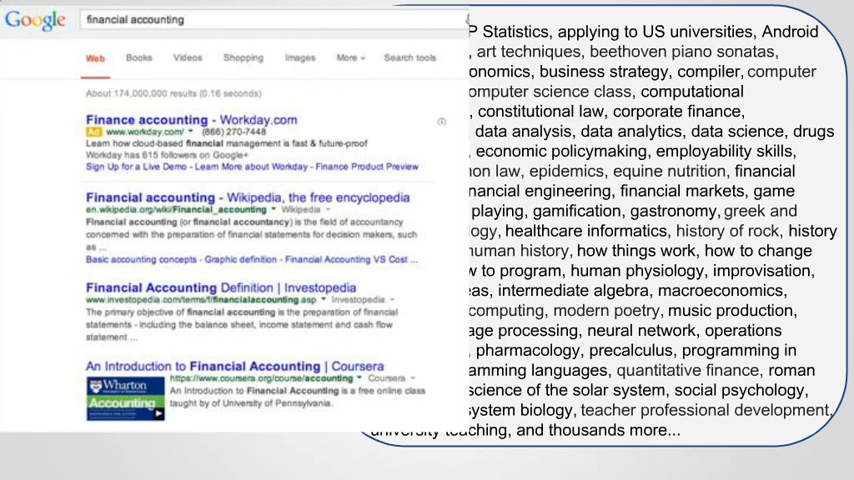 Google
financial accounting
Web Books Videos Shopping Images More Search tools
About 174,000,000 results (0.16 seconds)
Finance accounting - Workday.com
Ad www.workday.com/ (866) 270-7448
Learn how cloud-based financial management is fast & future-proof
Workday has 615 followers on Google+
Sign Up for a Live Demo - Learn More about Workday - Finance Product Preview
Financial accounting - Wikipedia, the free encyclopedia
en.wikipedia.org/wiki/Financial_accounting Wikipedia
Financial accounting (or financial accountancy) is the field of accountancy
concerned with the preparation of financial statements for decision makers, such
as ...
Basic accounting concepts - Graphic definition - Financial Accounting VS Cost ...
Financial Accounting Definition | Investopedia
www.investopedia.com/terms/f/financialaccounting.asp Investopedia
The primary objective of financial accounting is the preparation of financial
statements - including the balance sheet, income statement and cash flow
statement ...
An Introduction to Financial Accounting | Coursera
https://www.coursera.org/course/accounting Coursera
An Introduction to Financial Accounting is a free online class
taught by of University of Pennsylvania.
Wharton
Accounting
P Statistics, applying to US universities, Android
, art techniques, beethoven piano sonatas,
onomics, business strategy, compiler, computer
omputer science class, computational
, constitutional law, corporate finance,
, data analysis, data analytics, data science, drugs
, economic policymaking, employability skills,
non law, epidemics, equine nutrition, financial
nancial engineering, financial markets, game
playing, gamification, gastronomy, greek and
ogy, healthcare informatics, history of rock, history
human history, how things work, how to change
w to program, human physiology, improvisation,
eas, intermediate algebra, macroeconomics,
computing, modern poetry, music production,
age processing, neural network, operations
, pharmacology, precalculus, programming in
amming languages, quantitative finance, roman
science of the solar system, social psychology,
system biology, teacher professional development,
university teaching, and thousands more...